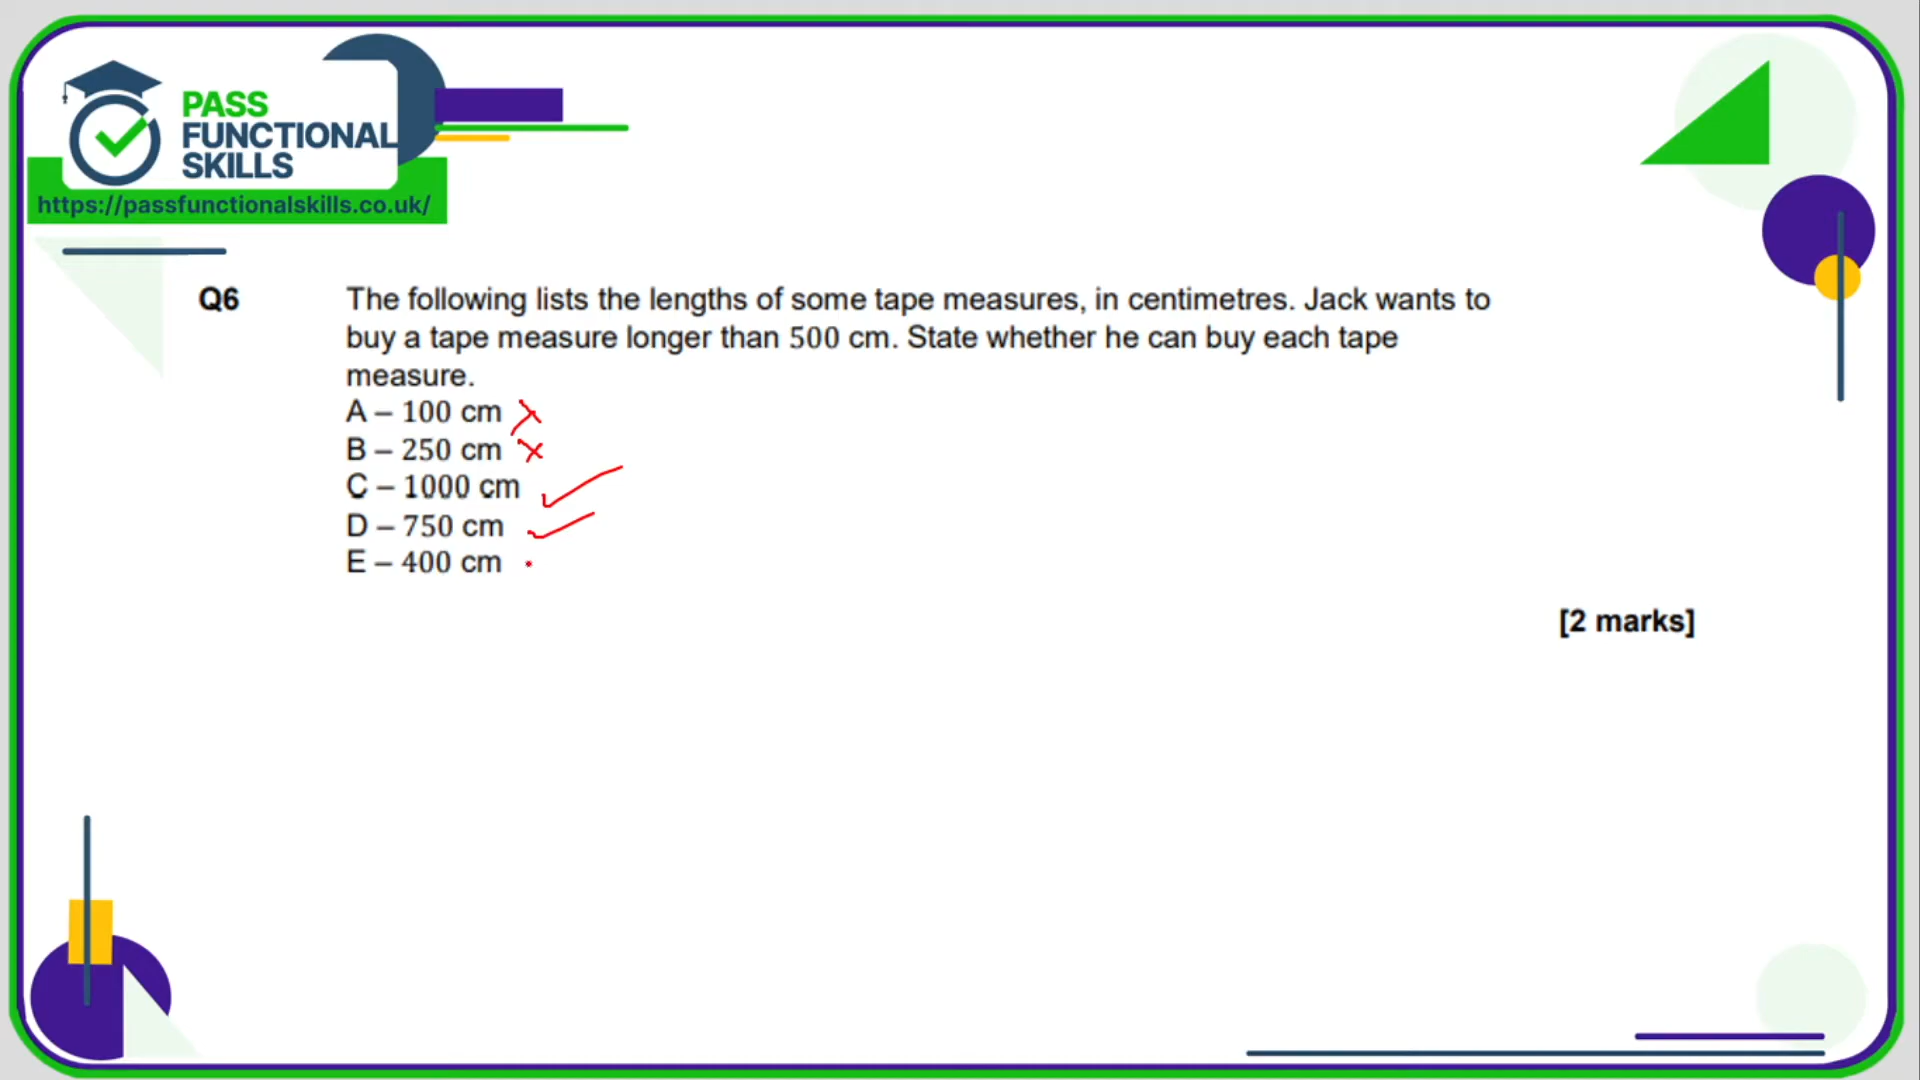 PASS
FUNCTIONAL
SKILLS
https://passfunctionalskills.co.uk/
Q6
The following lists the lengths of some tape measures, in centimetres. Jack wants to
buy a tape measure longer than 500 cm. State whether he can buy each tape
measure.
A – 100 cm
B – 250 cm
C – 1000 cm
D – 750 cm
E – 400 cm
[2 marks]